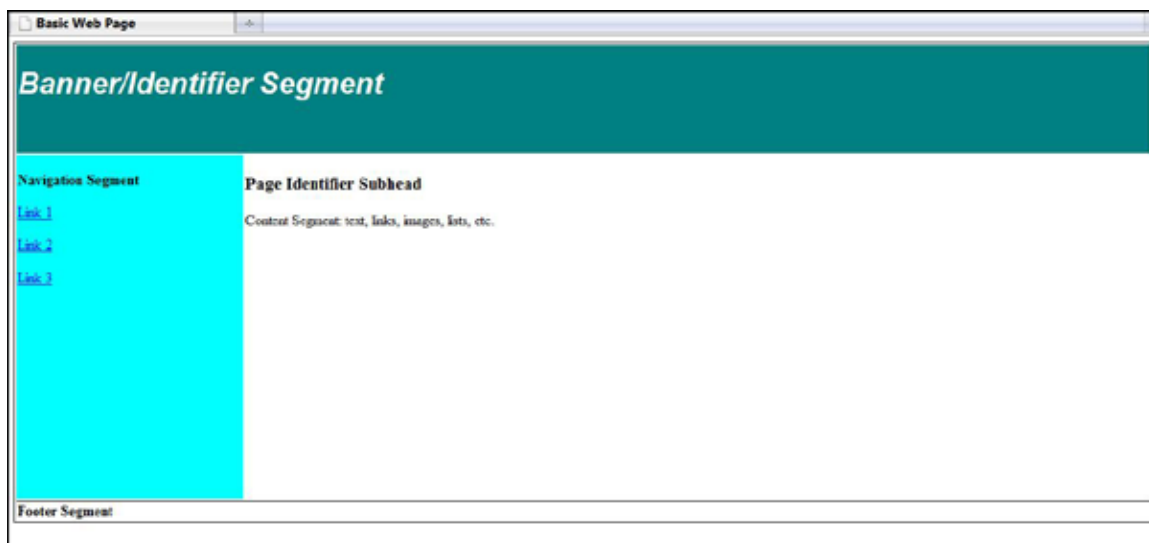 Basic Web Page
Banner/Identifier Segment
Navigation Segment
Link 1
Link 2
Link 3
Page Identifier Subhead
Content Segment: text, links, images, lists, etc.
Footer Segment